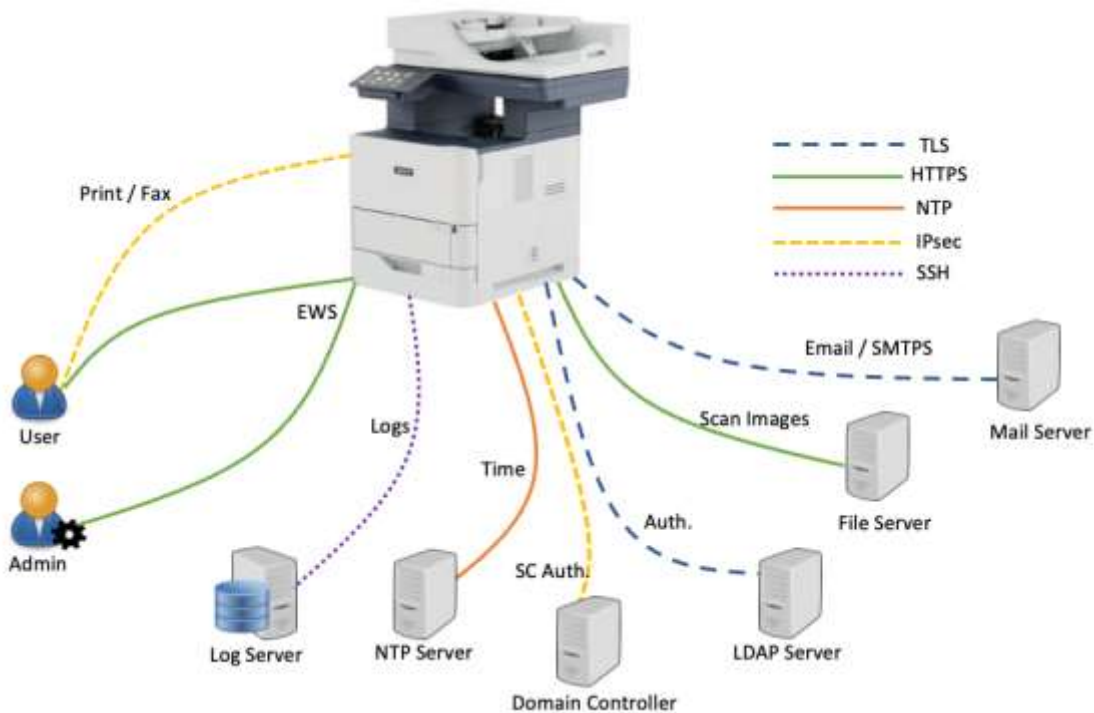 TLS
HTTPS
Print / Fax
NTP
IPsec
SSH
EWS
Email / SMTPS
User
Logs
Scan Images
Mail Server
Time
File Server
Auth.
Admin
SC Auth.
Log Server
NTP Server
LDAP Server
Domain Controller